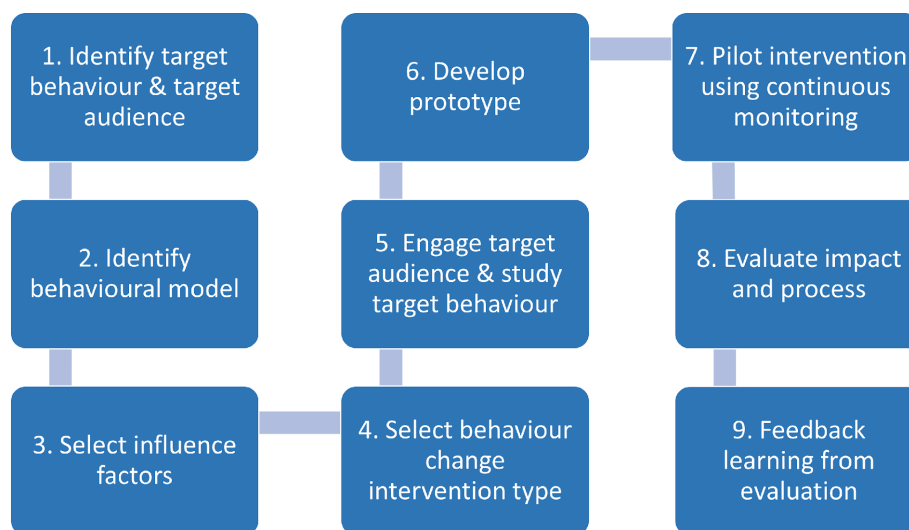 1. Identify target
behaviour & target
audience
2. Identify
behavioural model
3. Select influence
factors
4. Select behaviour
change
intervention type
5. Engage target
audience & study
target behaviour
6. Develop
prototype
7. Pilot intervention
using continuous
monitoring
8. Evaluate impact
and process
9. Feedback
learning from
evaluation